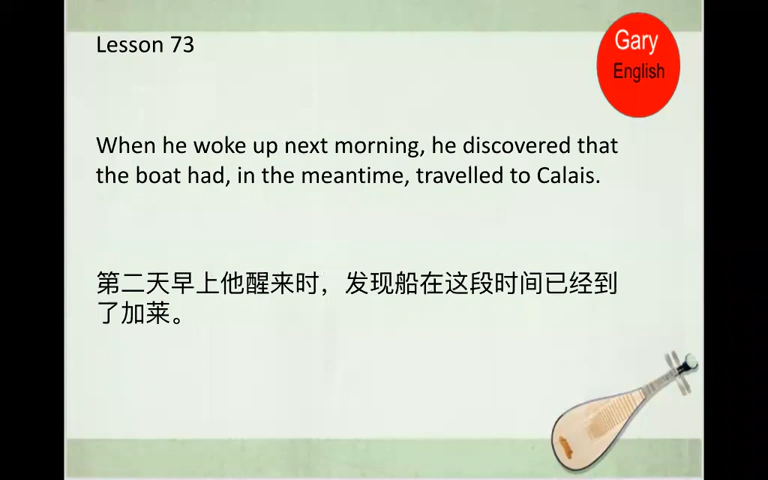 Lesson 73
Gary
English
When he woke up next morning, he discovered that
the boat had, in the meantime, travelled to Calais.
第二天早上他醒来时，发现船在这段时间已经到
了加莱。